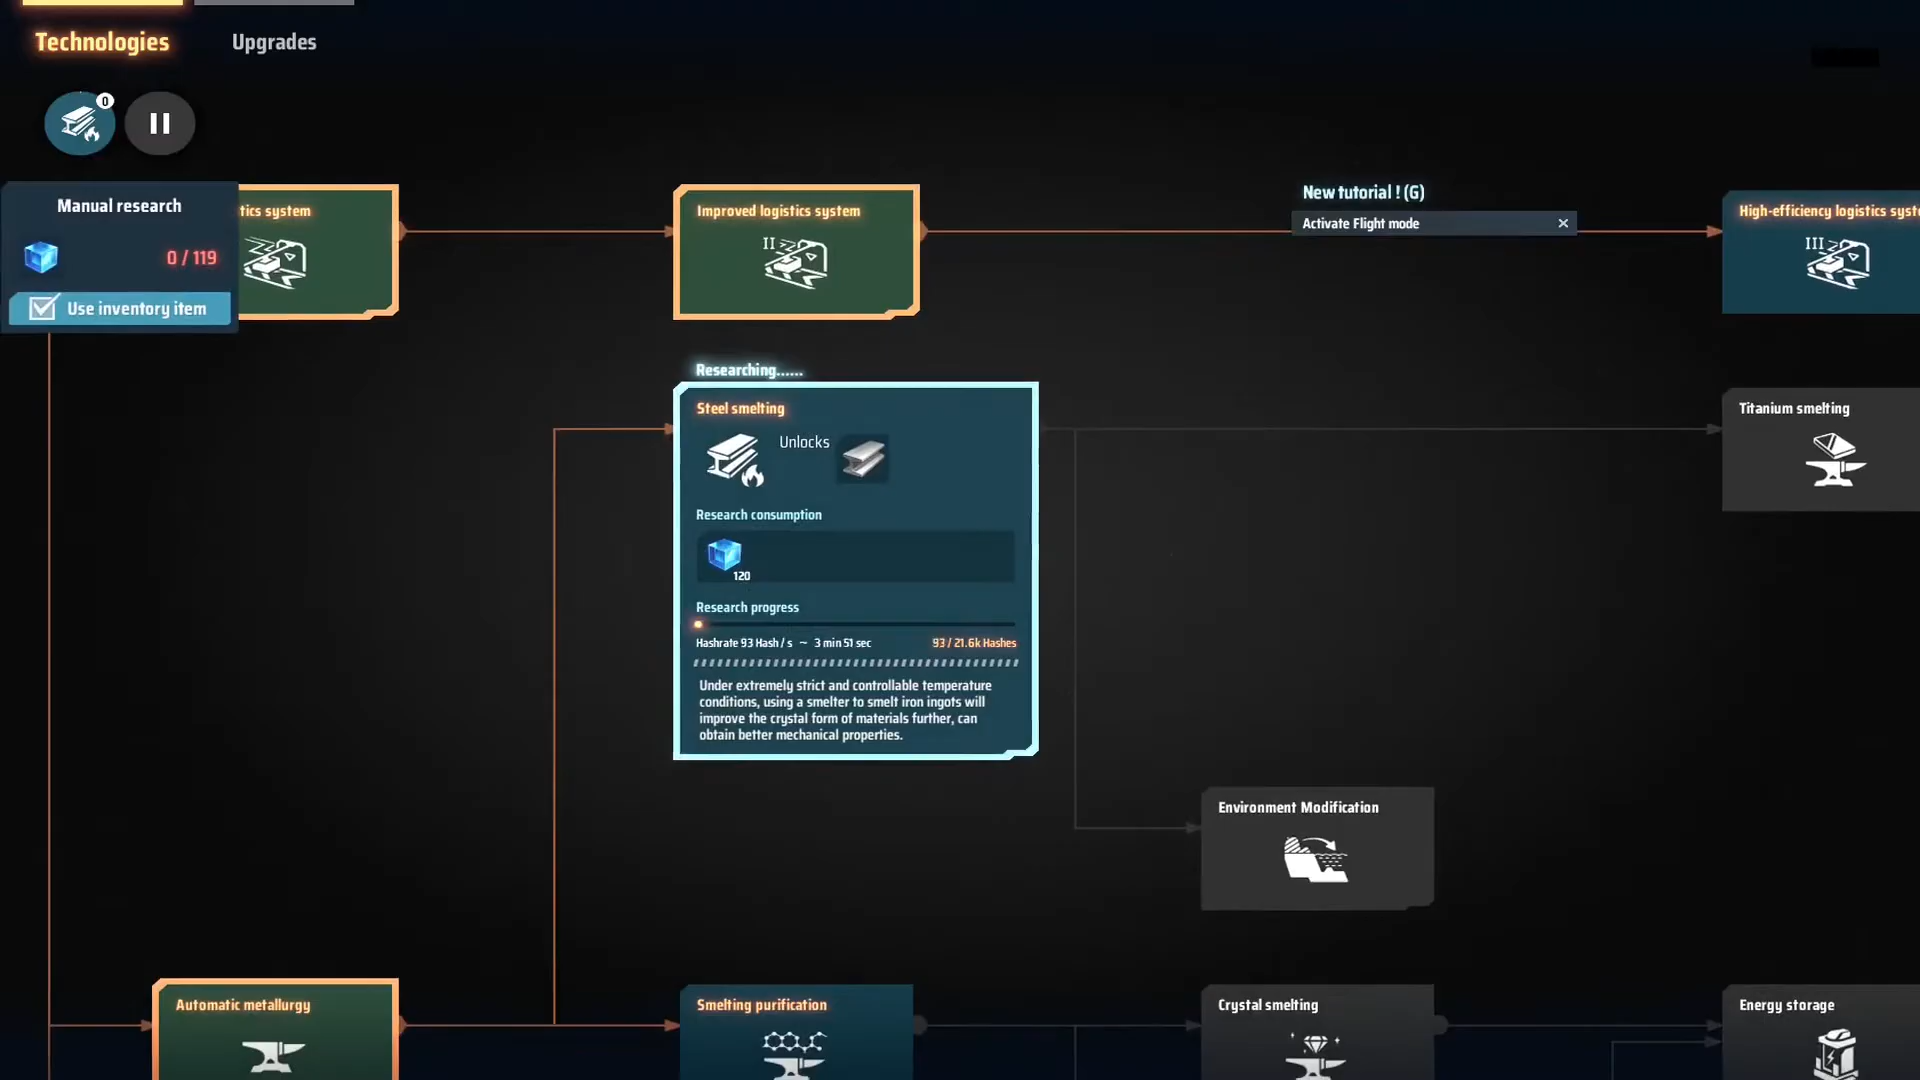 Technologies
Upgrades
0
Manual research
0 / 119
Use inventory item
tics system
Improved logistics system
II
New tutorial ! (G)
Activate Flight mode
High-efficiency logistics syste
III
Researching......
Steel smelting
Unlocks
Research consumption
120
Research progress
Hashrate 93 Hash / s ~ 3 min 51 sec
93 / 21.6k Hashes
Under extremely strict and controllable temperature
conditions, using a smelter to smelt iron ingots will
improve the crystal form of materials further, can
obtain better mechanical properties.
Titanium smelting
Environment Modification
Automatic metallurgy
Smelting purification
Crystal smelting
Energy storage